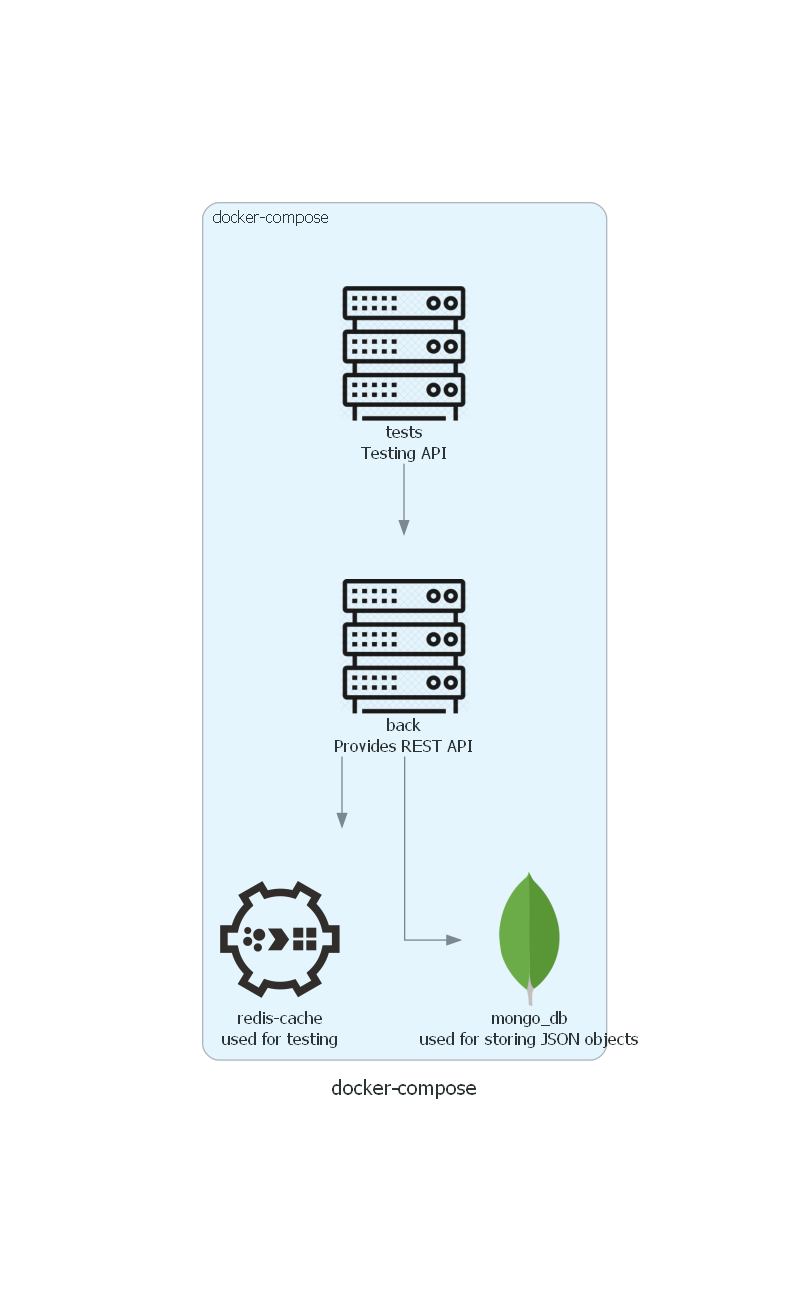 docker-compose
tests
Testing API
back
Provides REST API
redis-cache
used for testing
mongo_db
used for storing JSON objects
docker-compose